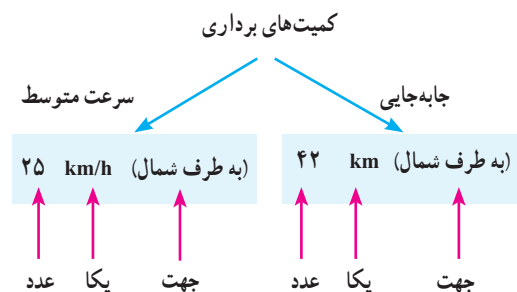 کمیت‌های برداری
جابه‌جایی
سرعت متوسط
۴۲ km (به طرف شمال)
۲۵ km/h (به طرف شمال)
جهت یکا عدد
جهت یکا عدد